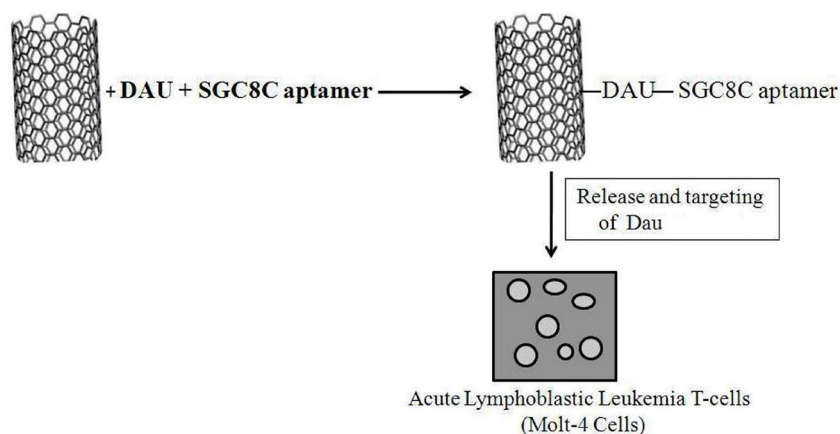 + DAU + SGC8C aptamer
DAU
SGC8C aptamer
Release and targeting
of Dau
Acute Lymphoblastic Leukemia T-cells
(Molt-4 Cells)